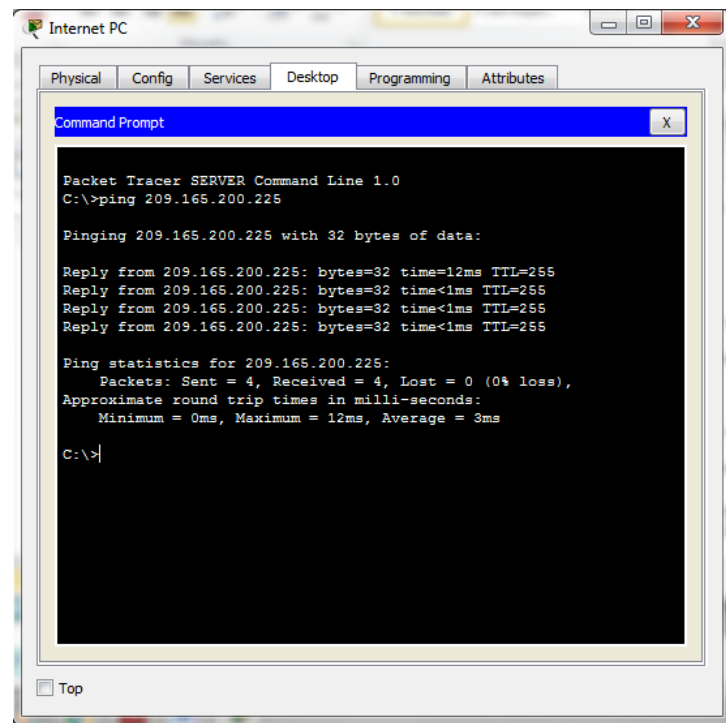 Internet PC
Physical Config Services Desktop Programming Attributes
Command Prompt X
Packet Tracer SERVER Command Line 1.0
C:\>ping 209.165.200.225
Pinging 209.165.200.225 with 32 bytes of data:
Reply from 209.165.200.225: bytes=32 time=12ms TTL=255
Reply from 209.165.200.225: bytes=32 time<1ms TTL=255
Reply from 209.165.200.225: bytes=32 time<1ms TTL=255
Reply from 209.165.200.225: bytes=32 time<1ms TTL=255
Ping statistics for 209.165.200.225:
Packets: Sent = 4, Received = 4, Lost = 0 (0% loss),
Approximate round trip times in milli-seconds:
Minimum = 0ms, Maximum = 12ms, Average = 3ms
C:\>
Top